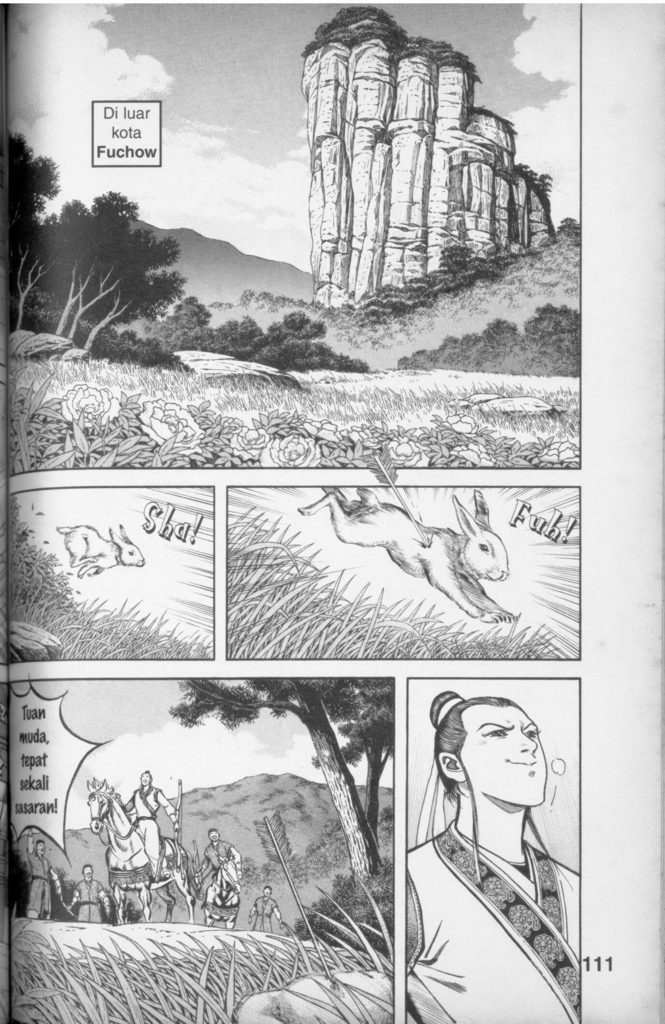 Di luar
kota
Fuchow
Sha!
Fuh!
Tuan
muda,
tepat
sekali
sasaran!
111